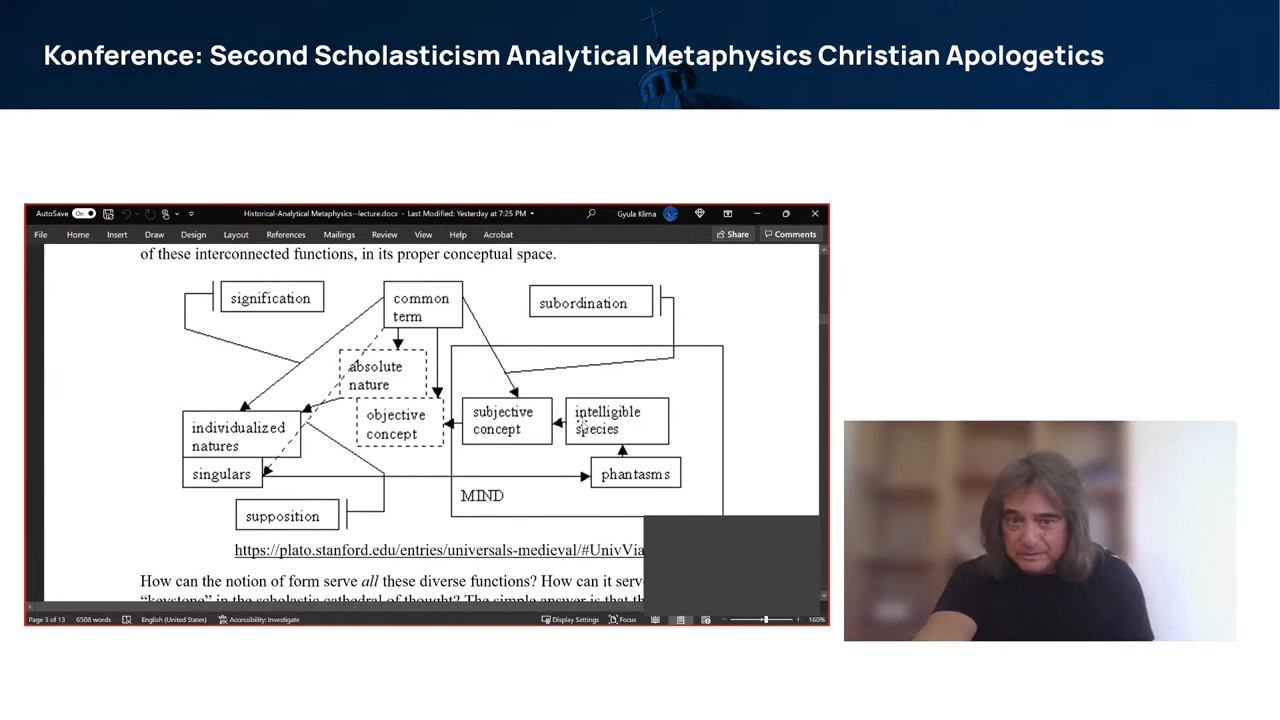 Konference: Second Scholasticism Analytical Metaphysics Christian Apologetics
AutoSave On Historical-Analytical-Metaphysics--lecture.docx • Last Modified: Yesterday at 7:25 PM Gyula Klima
File Home Insert Draw Design Layout References Mailings Review View Help Acrobat Share Comments
of these interconnected functions, in its proper conceptual space.
signification
common
term
subordination
absolute
nature
individualized
natures
objective
concept
subjective
concept
intelligible
species
singulars
phantasms
MIND
supposition
https://plato.stanford.edu/entries/universals-medieval/#UnivVia
How can the notion of form serve all these diverse functions? How can it serv
"keystone" in the scholastic cathedral of thought? The simple answer is that th
Page 3 of 13 6508 words English (United States) Accessibility: Investigate Display Settings Focus 160%